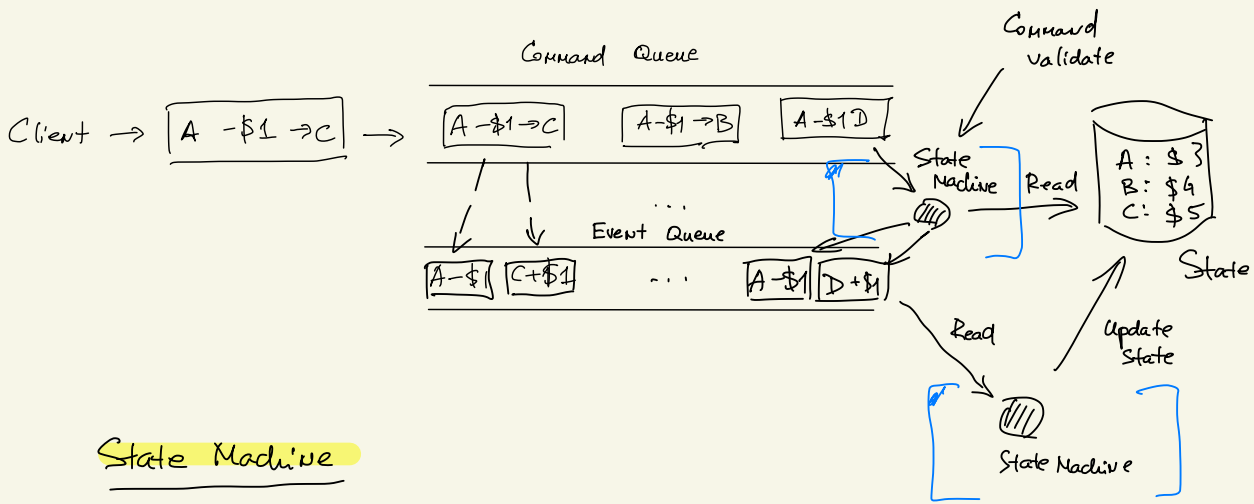 Command Queue
Command
validate
Client → A -$1 → C →
A -$1 → C
A-$1 → B
A-$1 D
State
Machine
Read
A : $3
B : $4
C : $5
State
...
Event Queue
A-$1
C+$1
...
A-$1
D+$1
Read
Update
State
State Machine
State Machine